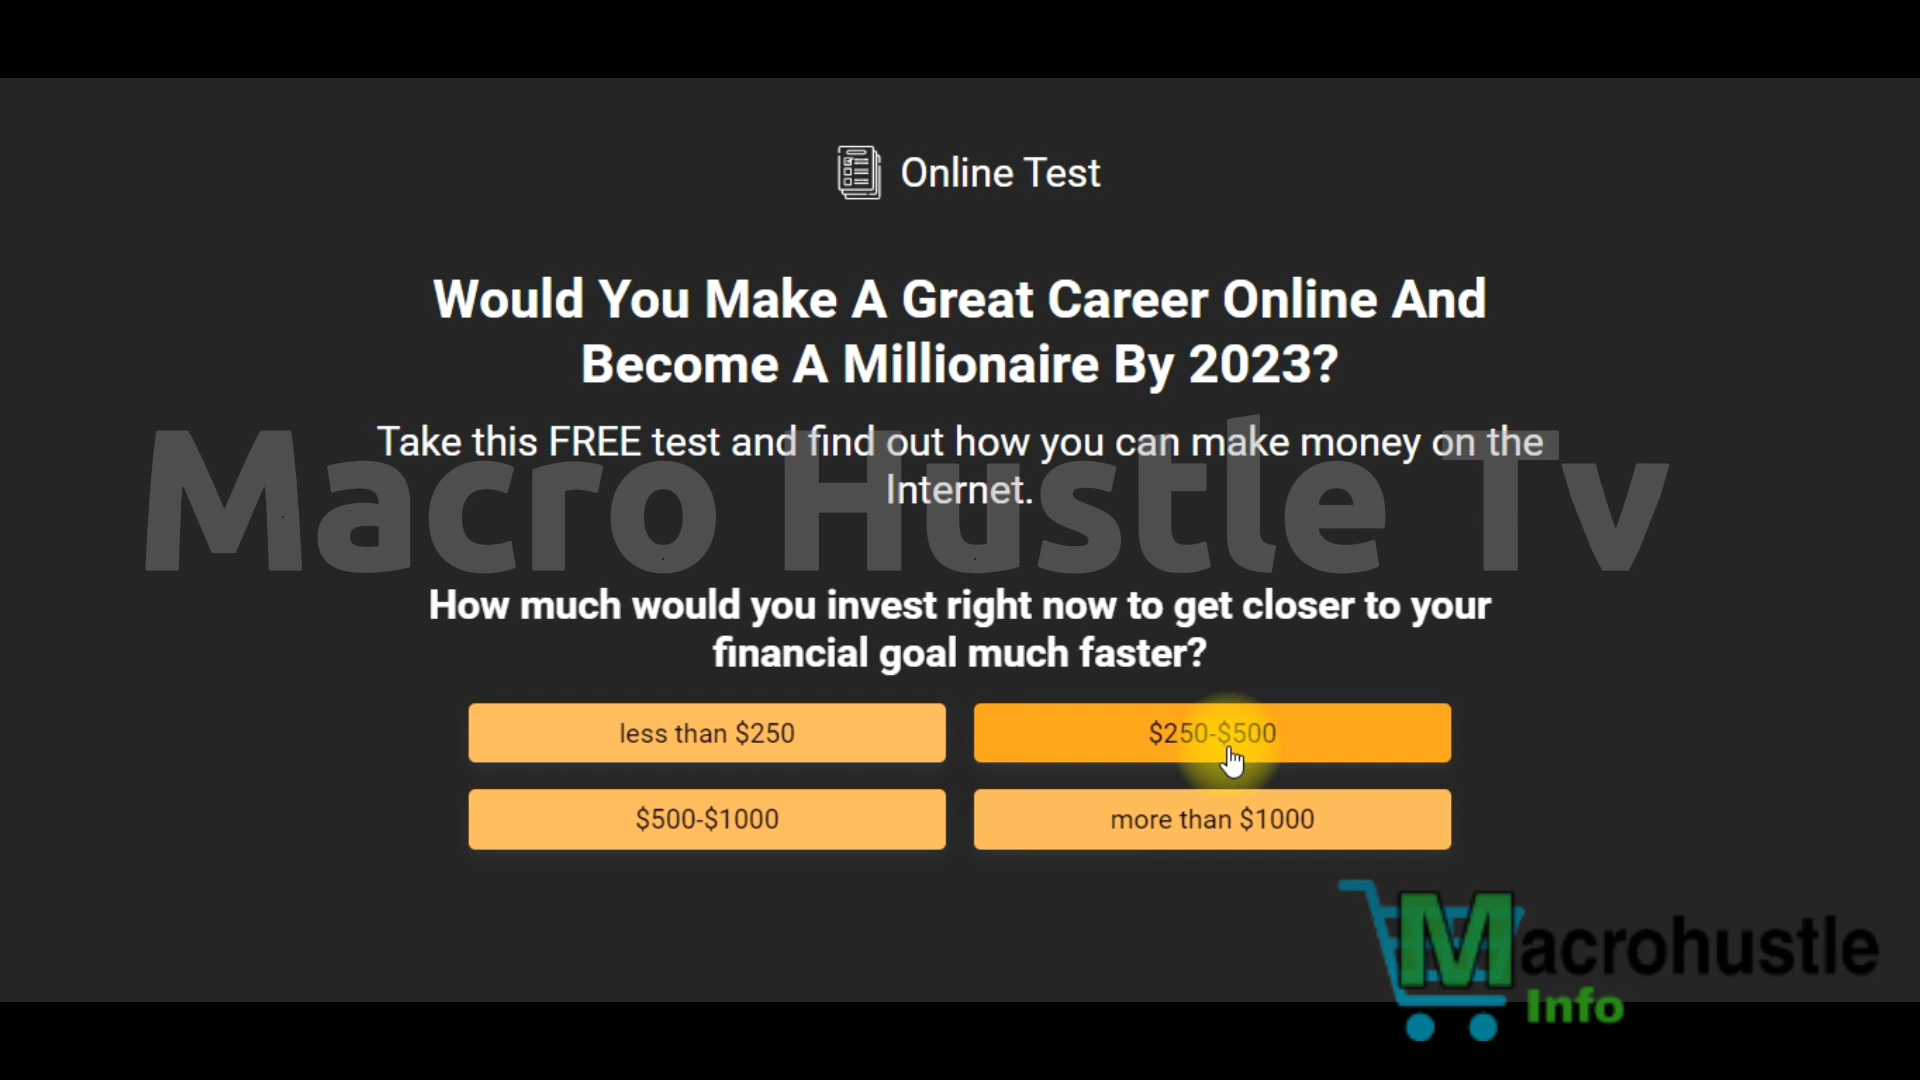 Online Test
Would You Make A Great Career Online And
Become A Millionaire By 2023?
Take this FREE test and find out how you can make money on the
Internet.
Macro Hustle Tv
How much would you invest right now to get closer to your
financial goal much faster?
less than $250
$250-$500
$500-$1000
more than $1000
Macrohustle
Info